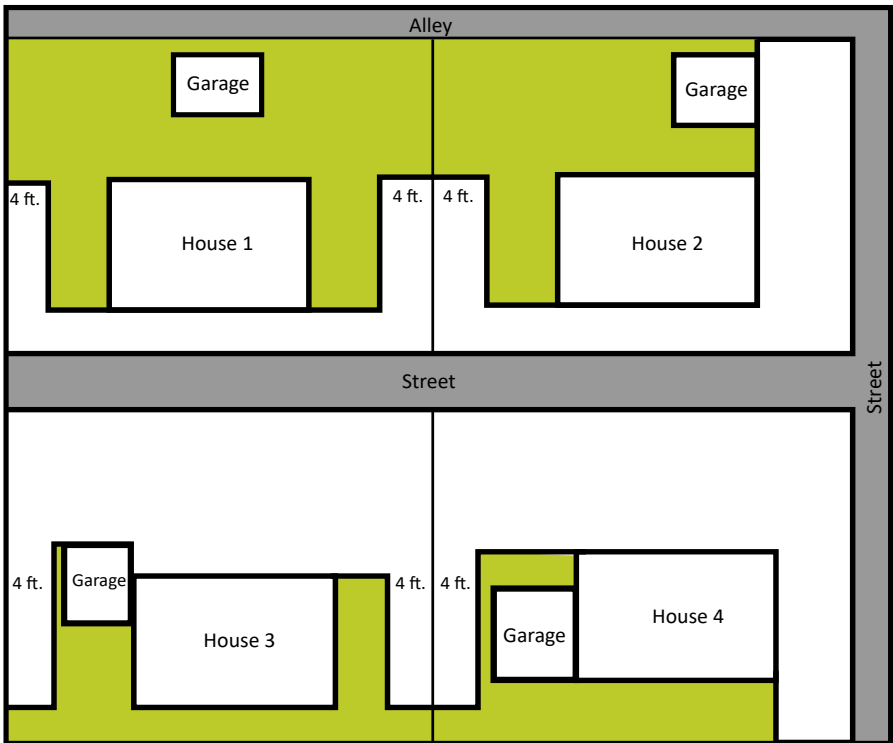 Alley
Garage
Garage
4 ft.
4 ft.
4 ft.
House 1
House 2
Street
Street
4 ft.
Garage
4 ft.
4 ft.
House 3
Garage
House 4